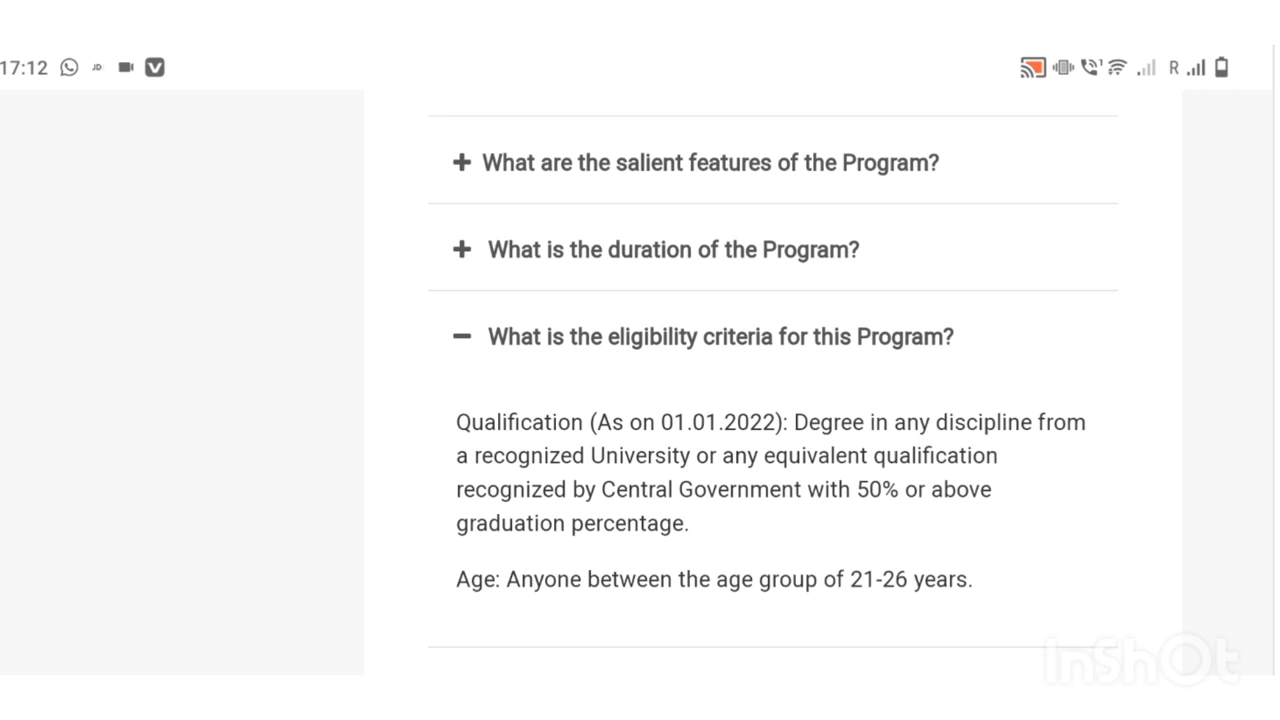 17:12 JD V R
+ What are the salient features of the Program?
+ What is the duration of the Program?
− What is the eligibility criteria for this Program?
Qualification (As on 01.01.2022): Degree in any discipline from
a recognized University or any equivalent qualification
recognized by Central Government with 50% or above
graduation percentage.
Age: Anyone between the age group of 21-26 years.
InShOt